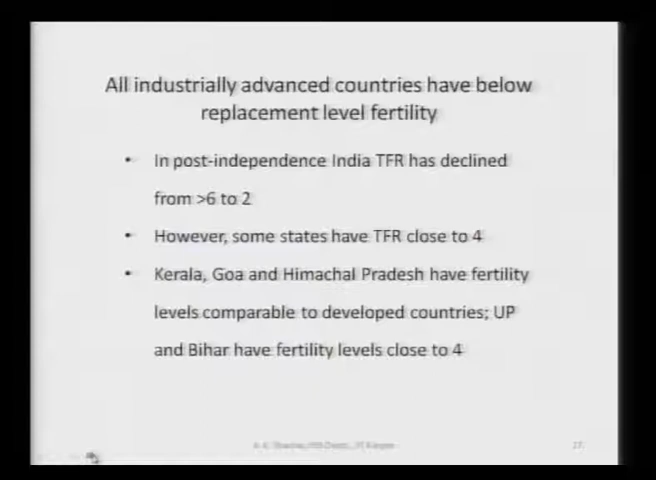 All industrially advanced countries have below
replacement level fertility
• In post-independence India TFR has declined
from >6 to 2
• However, some states have TFR close to 4
• Kerala, Goa and Himachal Pradesh have fertility
levels comparable to developed countries; UP
and Bihar have fertility levels close to 4